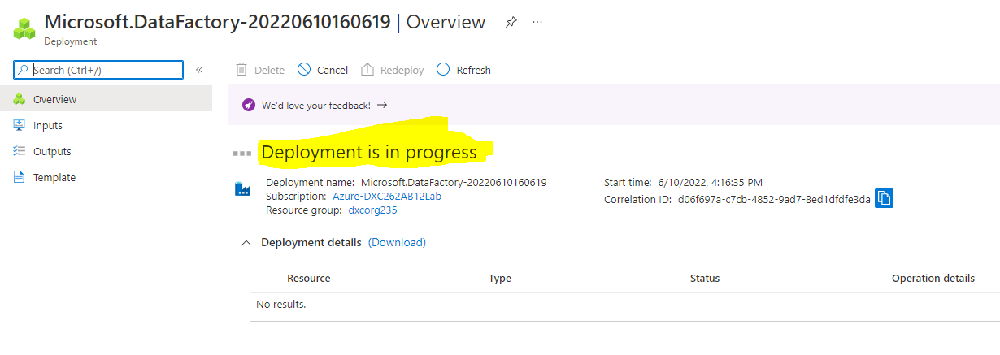 Microsoft.DataFactory-20220610160619 | Overview
Deployment
Search (Ctrl+/)
Delete Cancel Redeploy Refresh
Overview
We'd love your feedback!
Inputs
Outputs
Template
Deployment is in progress
Deployment name: Microsoft.DataFactory-20220610160619
Subscription: Azure-DXC262AB12Lab
Resource group: dxcorg235
Start time: 6/10/2022, 4:16:35 PM
Correlation ID: d06f697a-c7cb-4852-9ad7-8ed1dfdfe3da
Deployment details (Download)
Resource Type Status Operation details
No results.